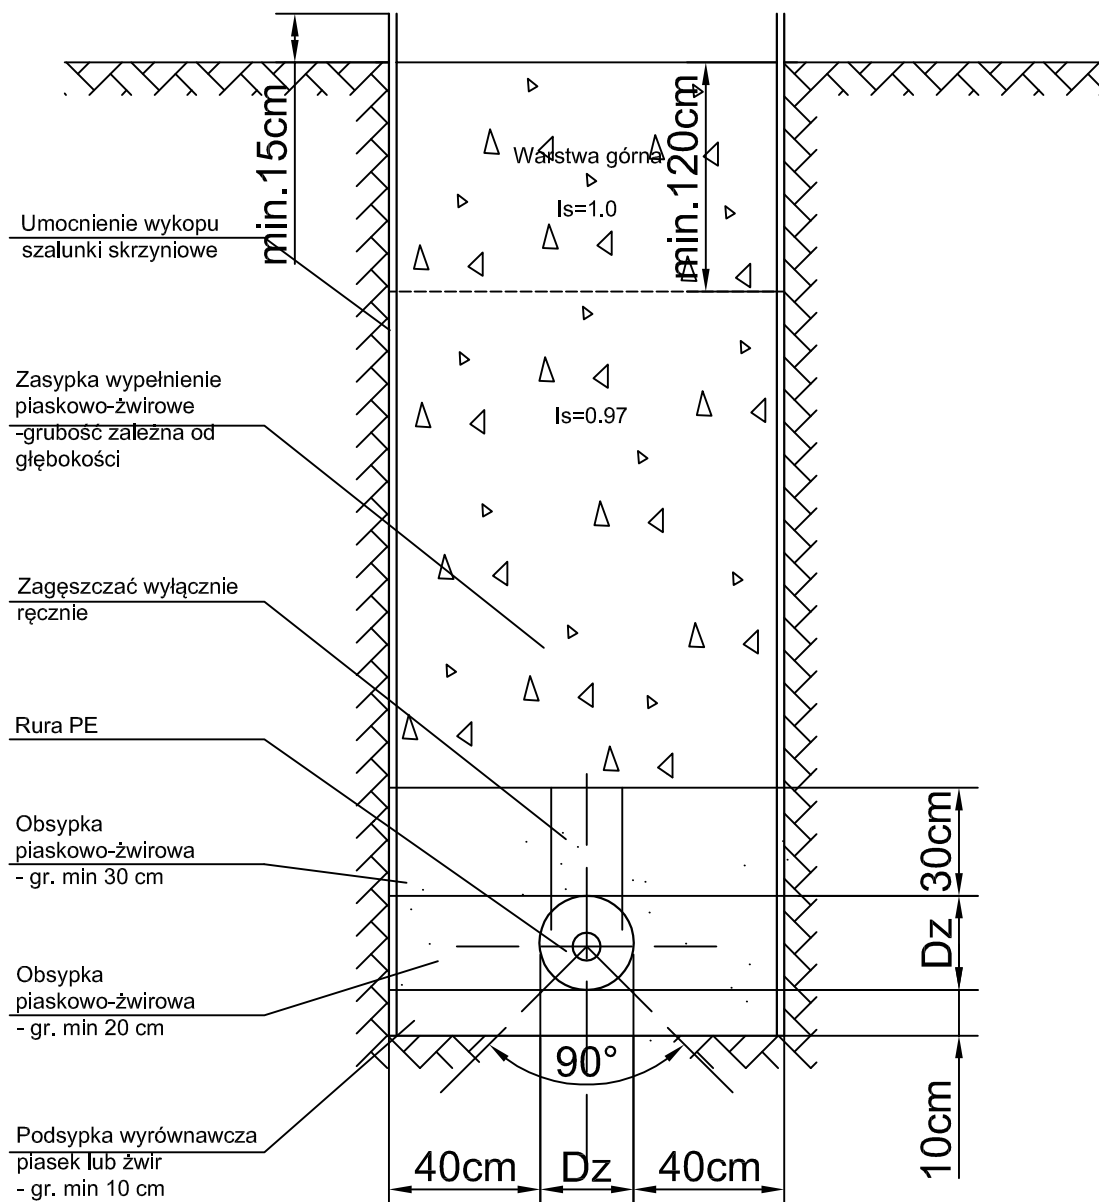 min.15cm
min.120cm
Warstwa górna
Is=1.0
Umocnienie wykopu
szalunki skrzyniowe
Zasypka wypełnienie
piaskowo-żwirowe
-grubość zależna od
głębokości
Is=0.97
Zagęszczać wyłącznie
ręcznie
Rura PE
Obsypka
piaskowo-żwirowa
- gr. min 30 cm
30cm
Dz
Obsypka
piaskowo-żwirowa
- gr. min 20 cm
90°
10cm
Podsypka wyrównawcza
piasek lub żwir
- gr. min 10 cm
40cm
Dz
40cm